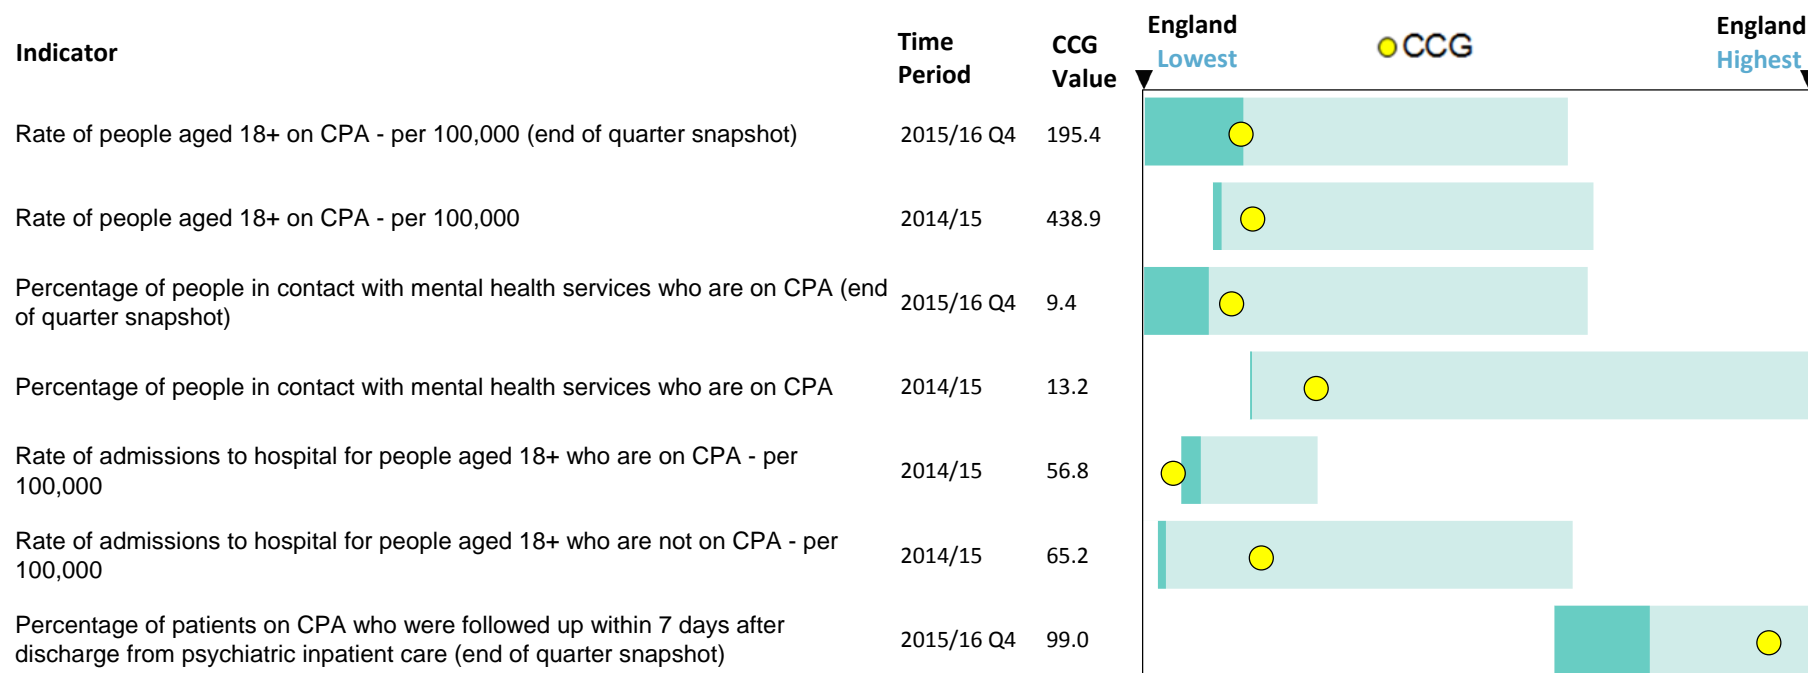 Indicator
Time Period
CCG Value
England Lowest
CCG
England Highest
Rate of people aged 18+ on CPA - per 100,000 (end of quarter snapshot)
2015/16 Q4
195.4
Rate of people aged 18+ on CPA - per 100,000
2014/15
438.9
Percentage of people in contact with mental health services who are on CPA (end
of quarter snapshot)
2015/16 Q4
9.4
Percentage of people in contact with mental health services who are on CPA
2014/15
13.2
Rate of admissions to hospital for people aged 18+ who are on CPA - per
100,000
2014/15
56.8
Rate of admissions to hospital for people aged 18+ who are not on CPA - per
100,000
2014/15
65.2
Percentage of patients on CPA who were followed up within 7 days after
discharge from psychiatric inpatient care (end of quarter snapshot)
2015/16 Q4
99.0